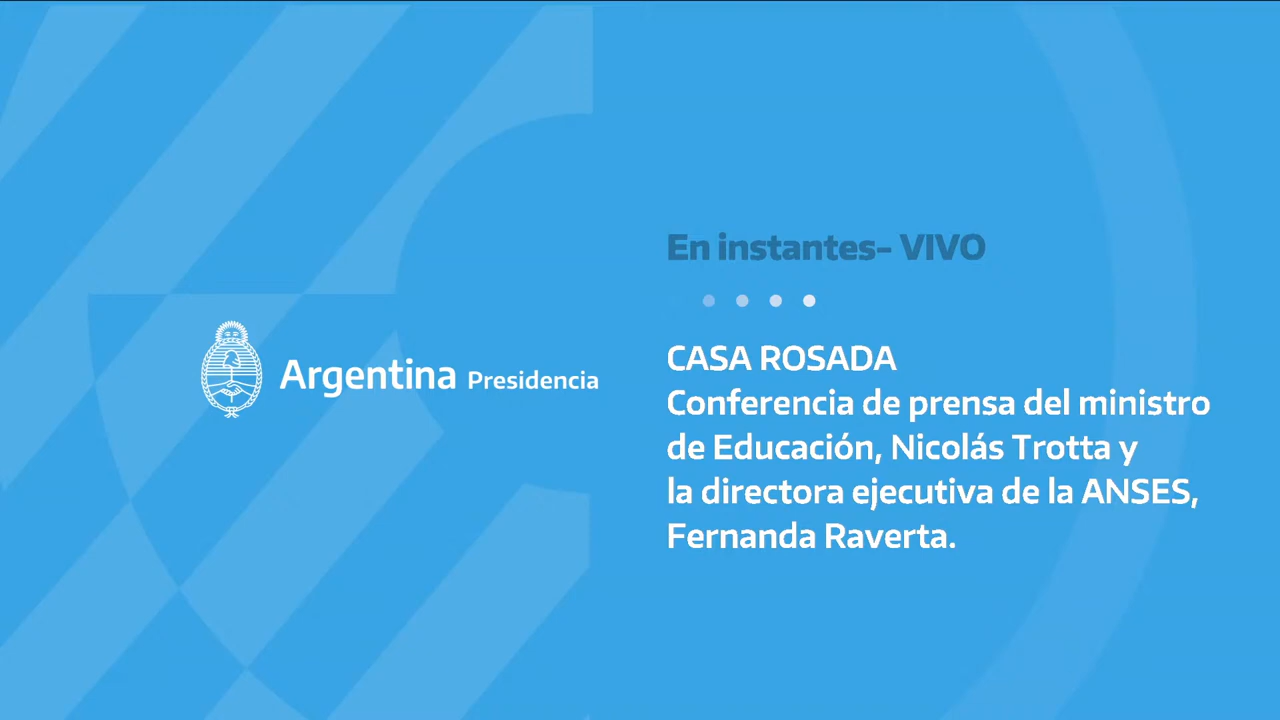 En instantes- VIVO
Argentina Presidencia
CASA ROSADA
Conferencia de prensa del ministro
de Educación, Nicolás Trotta y
la directora ejecutiva de la ANSES,
Fernanda Raverta.